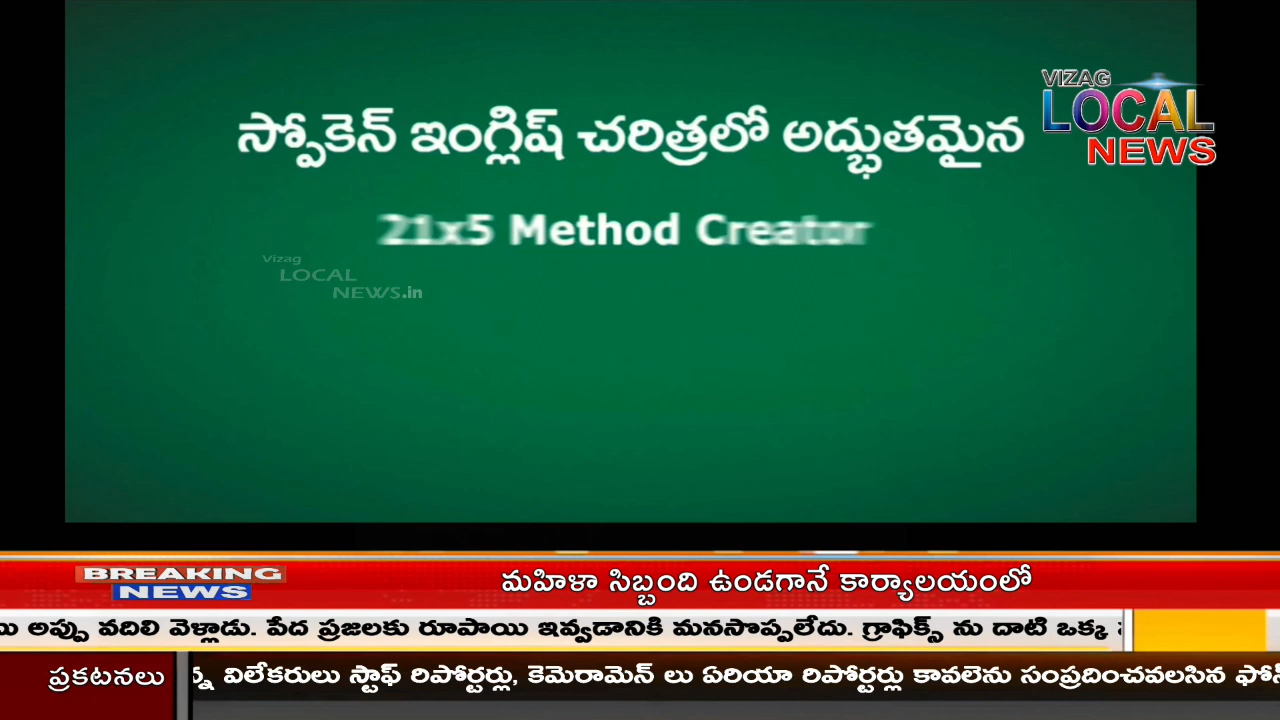 స్పోకెన్ ఇంగ్లిష్ చరిత్రలో అద్భుతమైన
21x5 Method Creator
VIZAG
LOCAL
NEWS
Vizag
LOCAL
NEWS.in
BREAKING
NEWS
మహిళా సిబ్బంది ఉండగానే కార్యాలయంలో
అప్పు వదిలి వెళ్లాడు. పేద ప్రజలకు రూపాయి ఇవ్వడానికి మనసొప్పలేదు. గ్రాఫిక్స్ ను దాటి ఒక్క
ప్రకటనలు
విలేకరులు స్టాఫ్ రిపోర్టర్లు, కెమెరామెన్ లు ఏరియా రిపోర్టర్లు కావలెను సంప్రదించవలసిన